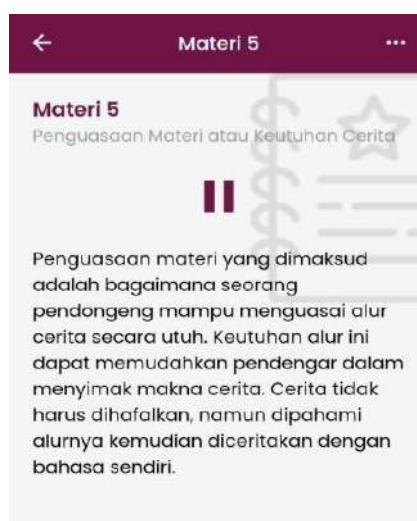 Materi 5
Materi 5
Penguasaan Materi atau Keutuhan Cerita
Penguasaan materi yang dimaksud
adalah bagaimana seorang
pendongeng mampu menguasai alur
cerita secara utuh. Keutuhan alur ini
dapat memudahkan pendengar dalam
menyimak makna cerita. Cerita tidak
harus dihafalkan, namun dipahami
alurnya kemudian diceritakan dengan
bahasa sendiri.